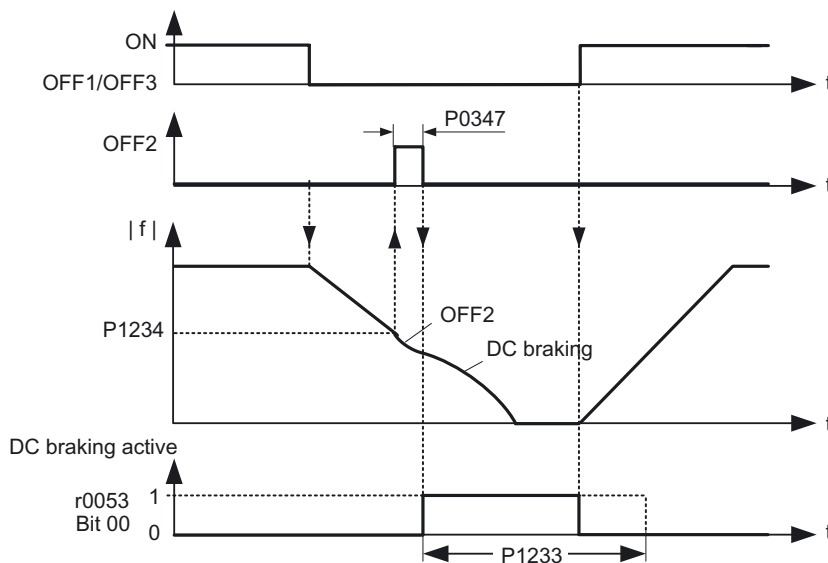 ON
OFF1/OFF3
t
P0347
OFF2
t
| f |
P1234
OFF2
DC braking
t
DC braking active
r0053
Bit 00
1
0
t
P1233